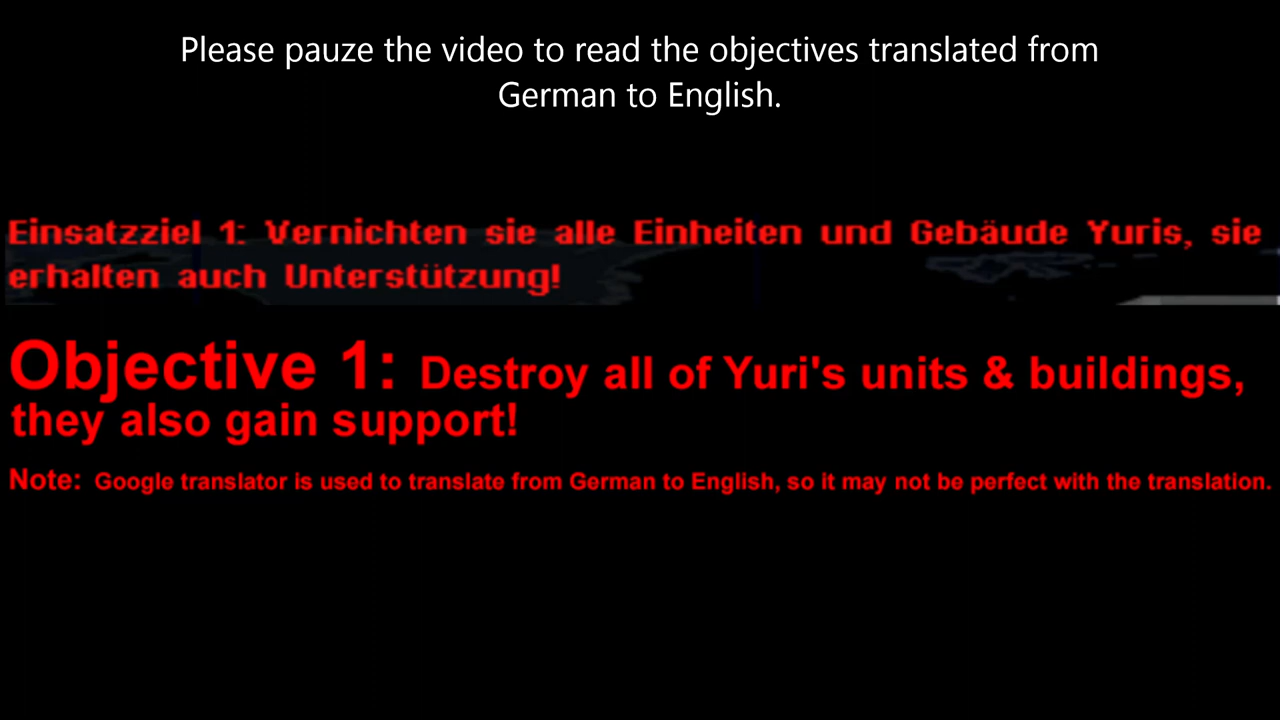 Please pauze the video to read the objectives translated from
German to English.
Einsatzziel 1: Vernichten sie alle Einheiten und Gebäude Yuris, sie
erhalten auch Unterstützung!
Objective 1: Destroy all of Yuri's units & buildings,
they also gain support!
Note: Google translator is used to translate from German to English, so it may not be perfect with the translation.